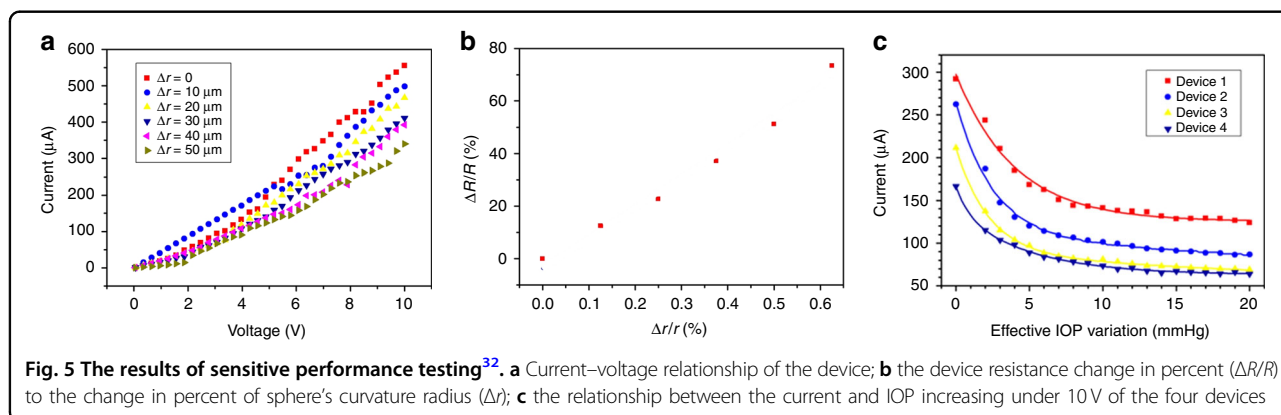 a
600
500
400
300
200
100
0
Current (µA)
Δr = 0
Δr = 10 µm
Δr = 20 µm
Δr = 30 µm
Δr = 40 µm
Δr = 50 µm
0 2 4 6 8 10
Voltage (V)
b
80
60
40
20
0
ΔR/R (%)
0.0 0.1 0.2 0.3 0.4 0.5 0.6
Δr/r (%)
c
300
250
200
150
100
50
Current (µA)
Device 1
Device 2
Device 3
Device 4
0 5 10 15 20
Effective IOP variation (mmHg)
Fig. 5 The results of sensitive performance testing32. a Current–voltage relationship of the device; b the device resistance change in percent (ΔR/R)
to the change in percent of sphere's curvature radius (Δr); c the relationship between the current and IOP increasing under 10 V of the four devices